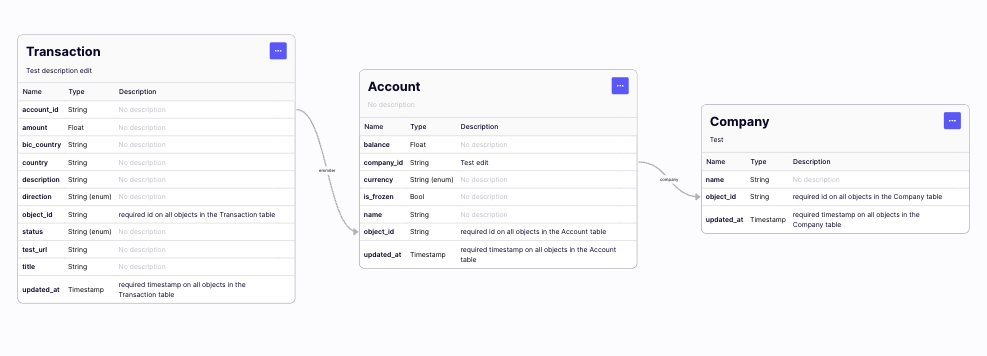 Transaction
...
Test description edit
Name Type Description
account_id String No description
amount Float No description
bic_country String No description
country String No description
description String No description
direction String (enum) No description
object_id String required id on all objects in the Transaction table
status String (enum) No description
test_url String No description
title String No description
updated_at Timestamp required timestamp on all objects in the
Transaction table
Account
...
No description
Name Type Description
balance Float No description
company_id String Test edit
currency String (enum) No description
is_frozen Bool No description
name String No description
object_id String required id on all objects in the Account table
updated_at Timestamp required timestamp on all objects in the Account
table
company
Company
...
Test
Name Type Description
name String No description
object_id String required id on all objects in the Company table
updated_at Timestamp required timestamp on all objects in the
Company table